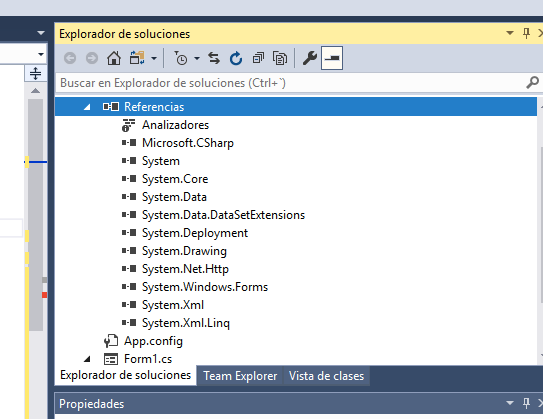 Explorador de soluciones
Buscar en Explorador de soluciones (Ctrl+`)
Referencias
Analizadores
Microsoft.CSharp
System
System.Core
System.Data
System.Data.DataSetExtensions
System.Deployment
System.Drawing
System.Net.Http
System.Windows.Forms
System.Xml
System.Xml.Linq
App.config
Form1.cs
Explorador de soluciones Team Explorer Vista de clases
Propiedades